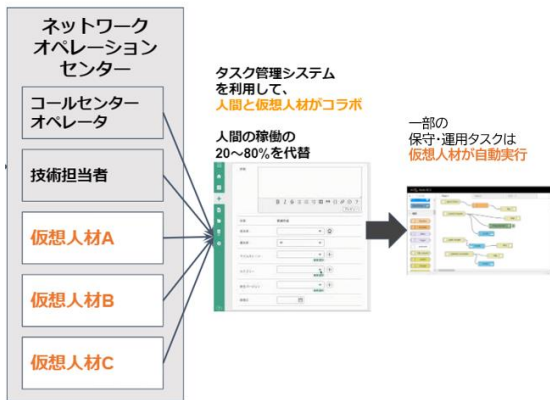 ネットワーク
オペレーション
センター
コールセンター
オペレータ
技術担当者
仮想人材A
仮想人材B
仮想人材C
タスク管理システム
を利用して、
人間と仮想人材がコラボ
人間の稼働の
20～80%を代替
一部の
保守・運用タスクは
仮想人材が自動実行